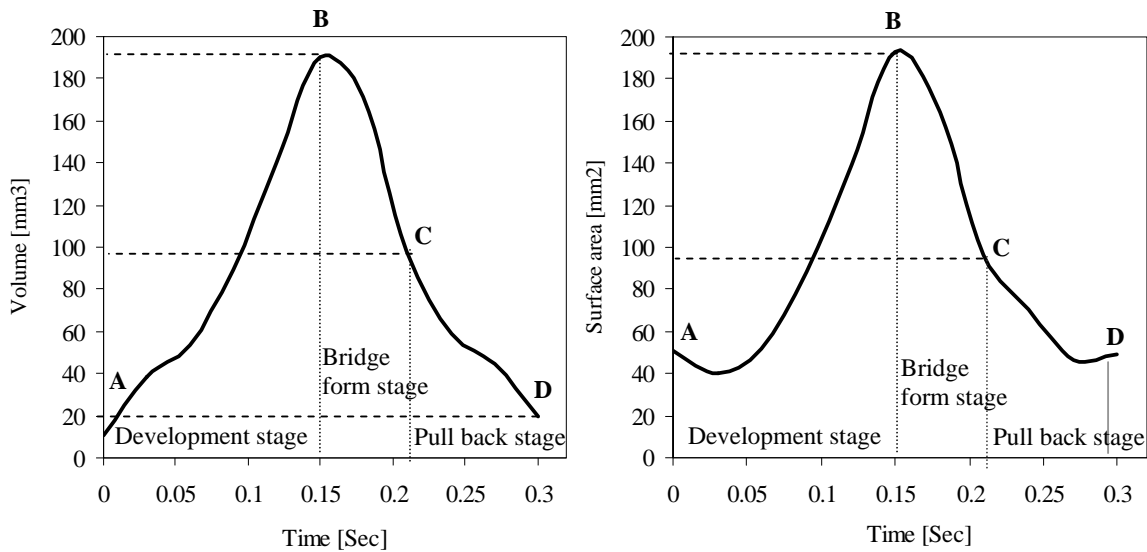 B
200
180
160
140
120
100
80
60
40
20
0
Volume [mm3]
A
C
D
Bridge
form stage
Development stage
Pull back stage
0 0.05 0.1 0.15 0.2 0.25 0.3
Time [Sec]
B
200
180
160
140
120
100
80
60
40
20
0
Surface area [mm2]
A
C
D
Bridge
form stage
Development stage
Pull back stage
0 0.05 0.1 0.15 0.2 0.25 0.3
Time [Sec]